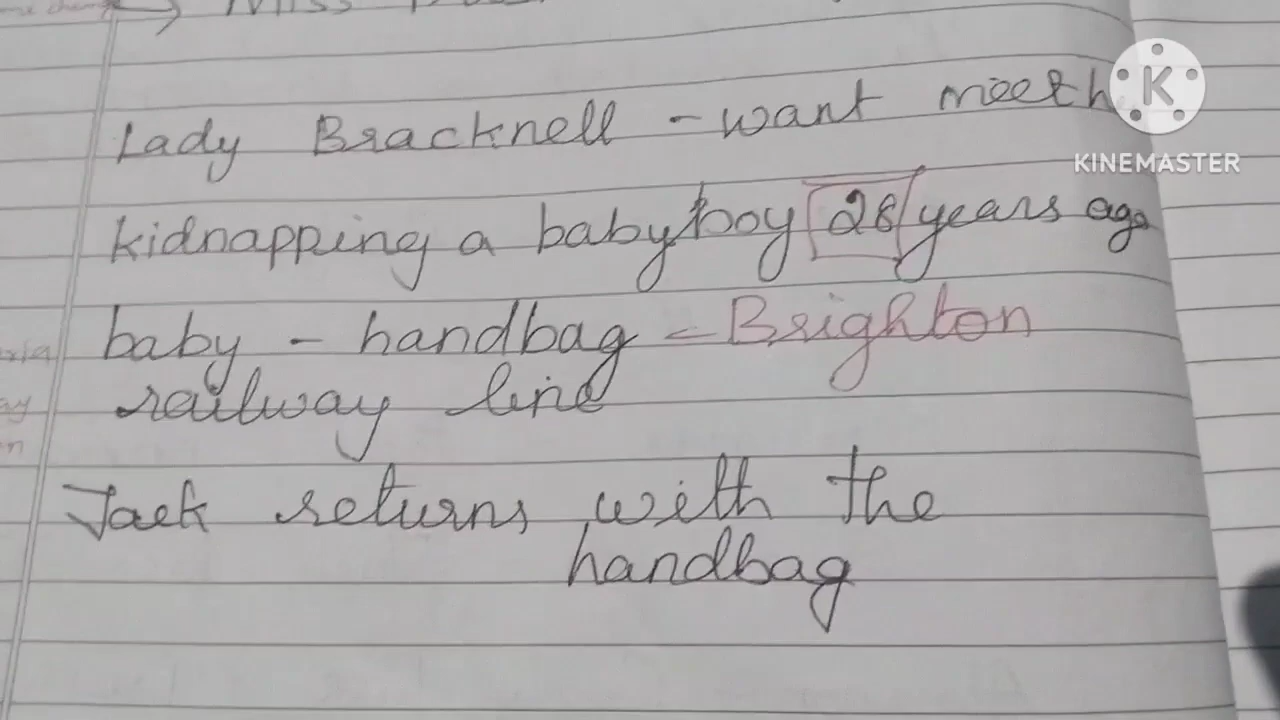 Miss
Lady Bracknell - want meet h
kidnapping a baby boy 28 years ago
baby - handbag - Brighton
railway line
Jack returns with the
handbag
KINEMASTER